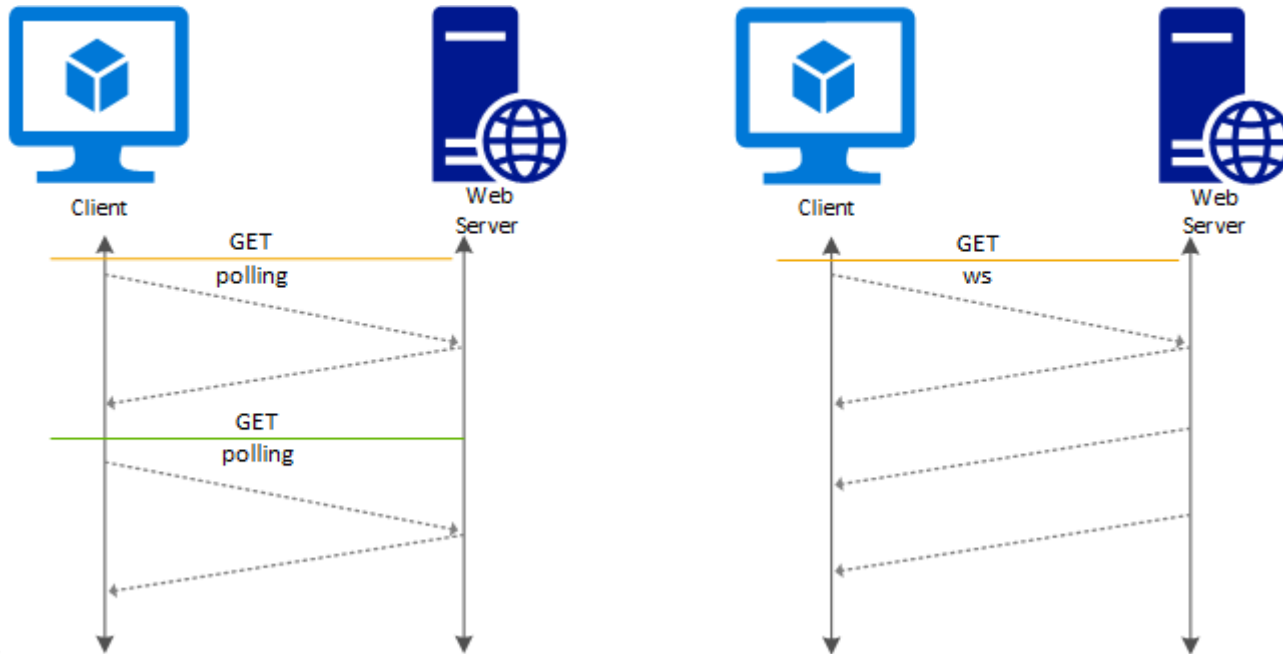 Client
Web
Server
GET
polling
GET
polling
Client
Web
Server
GET
ws